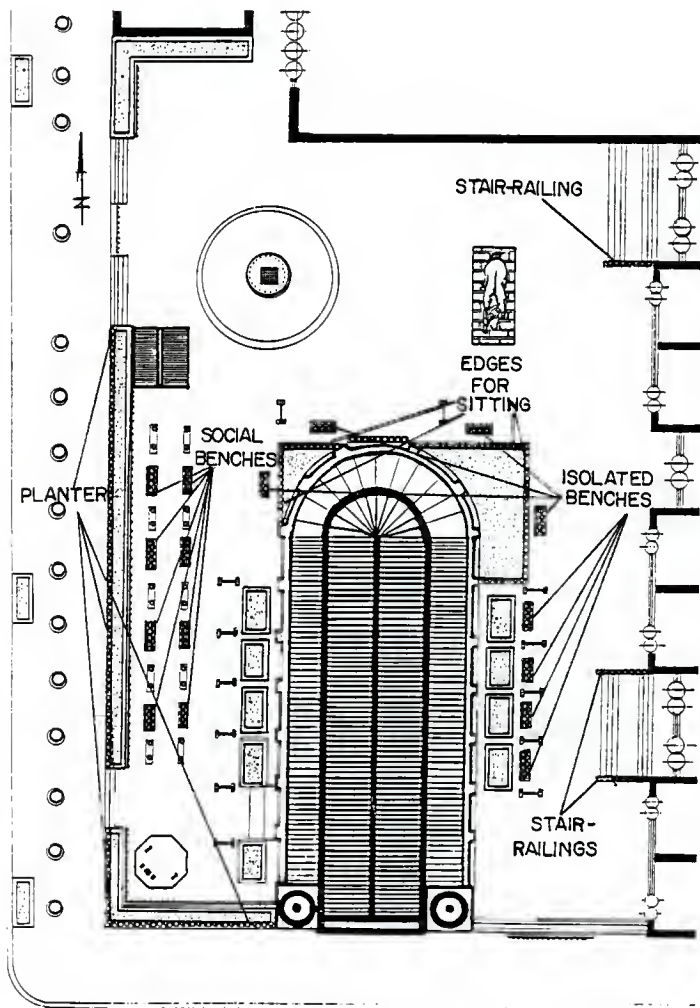 N
STAIR-RAILING
EDGES
FOR
SITTING
SOCIAL
BENCHES
ISOLATED
BENCHES
PLANTER
STAIR-
RAILINGS